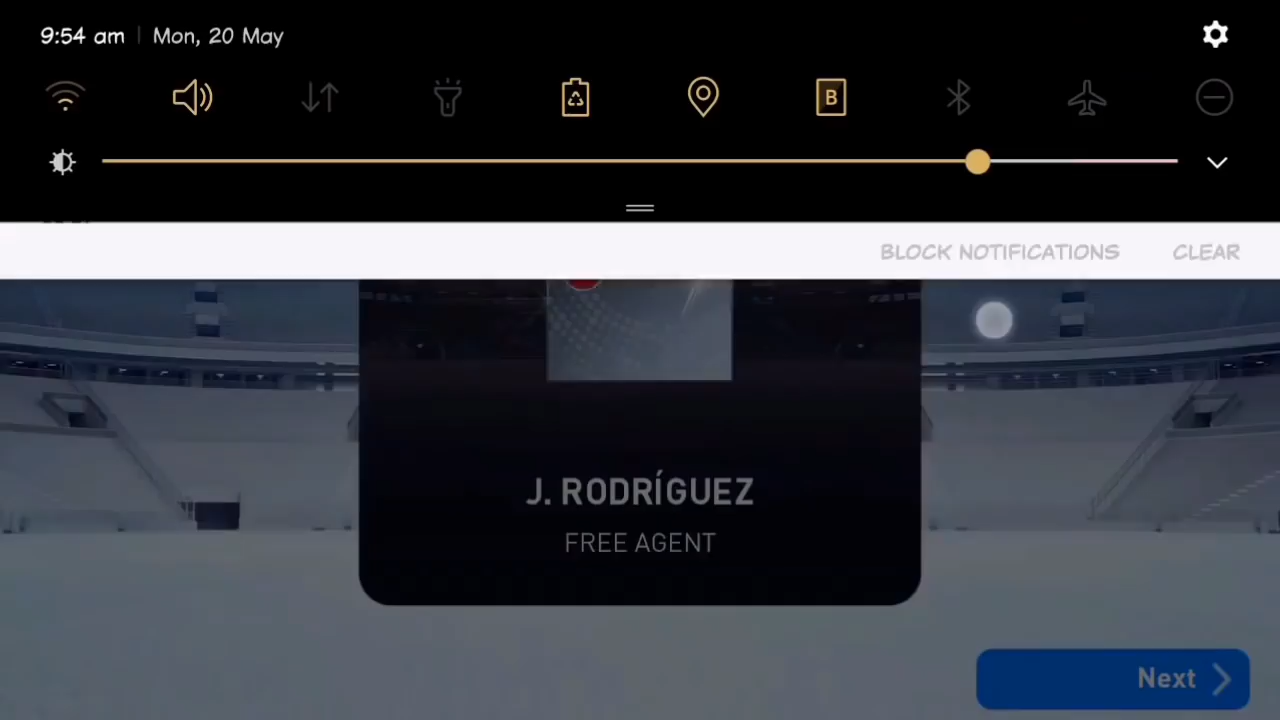 9:54 am | Mon, 20 May
B
BLOCK NOTIFICATIONS CLEAR
J. RODRÍGUEZ
FREE AGENT
Next